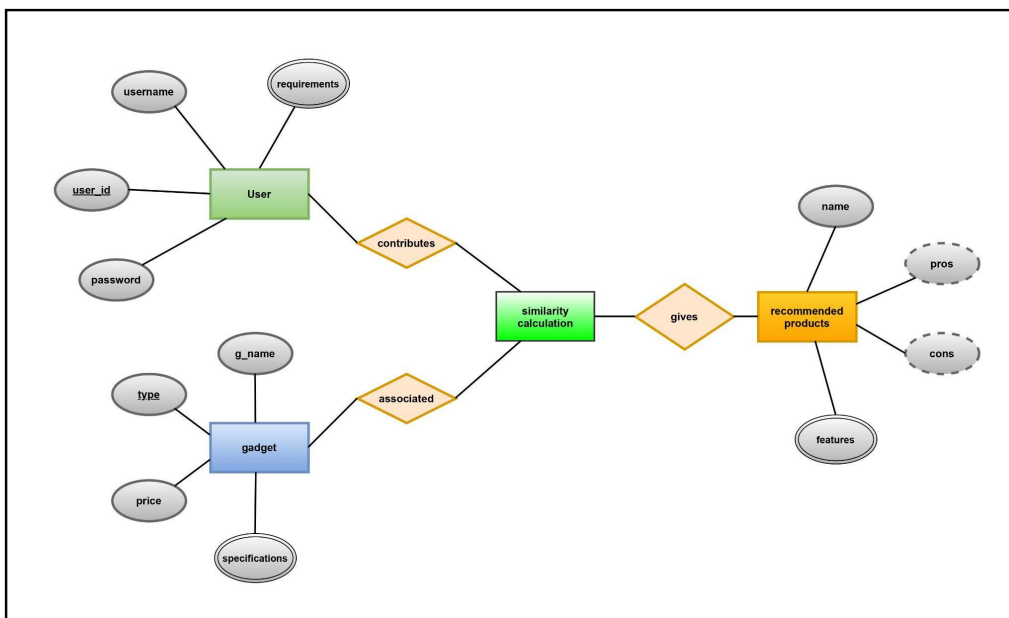 requirements
username
user_id
User
password
contributes
name
pros
similarity
calculation
gives
recommended
products
cons
g_name
type
associated
gadget
features
price
specifications